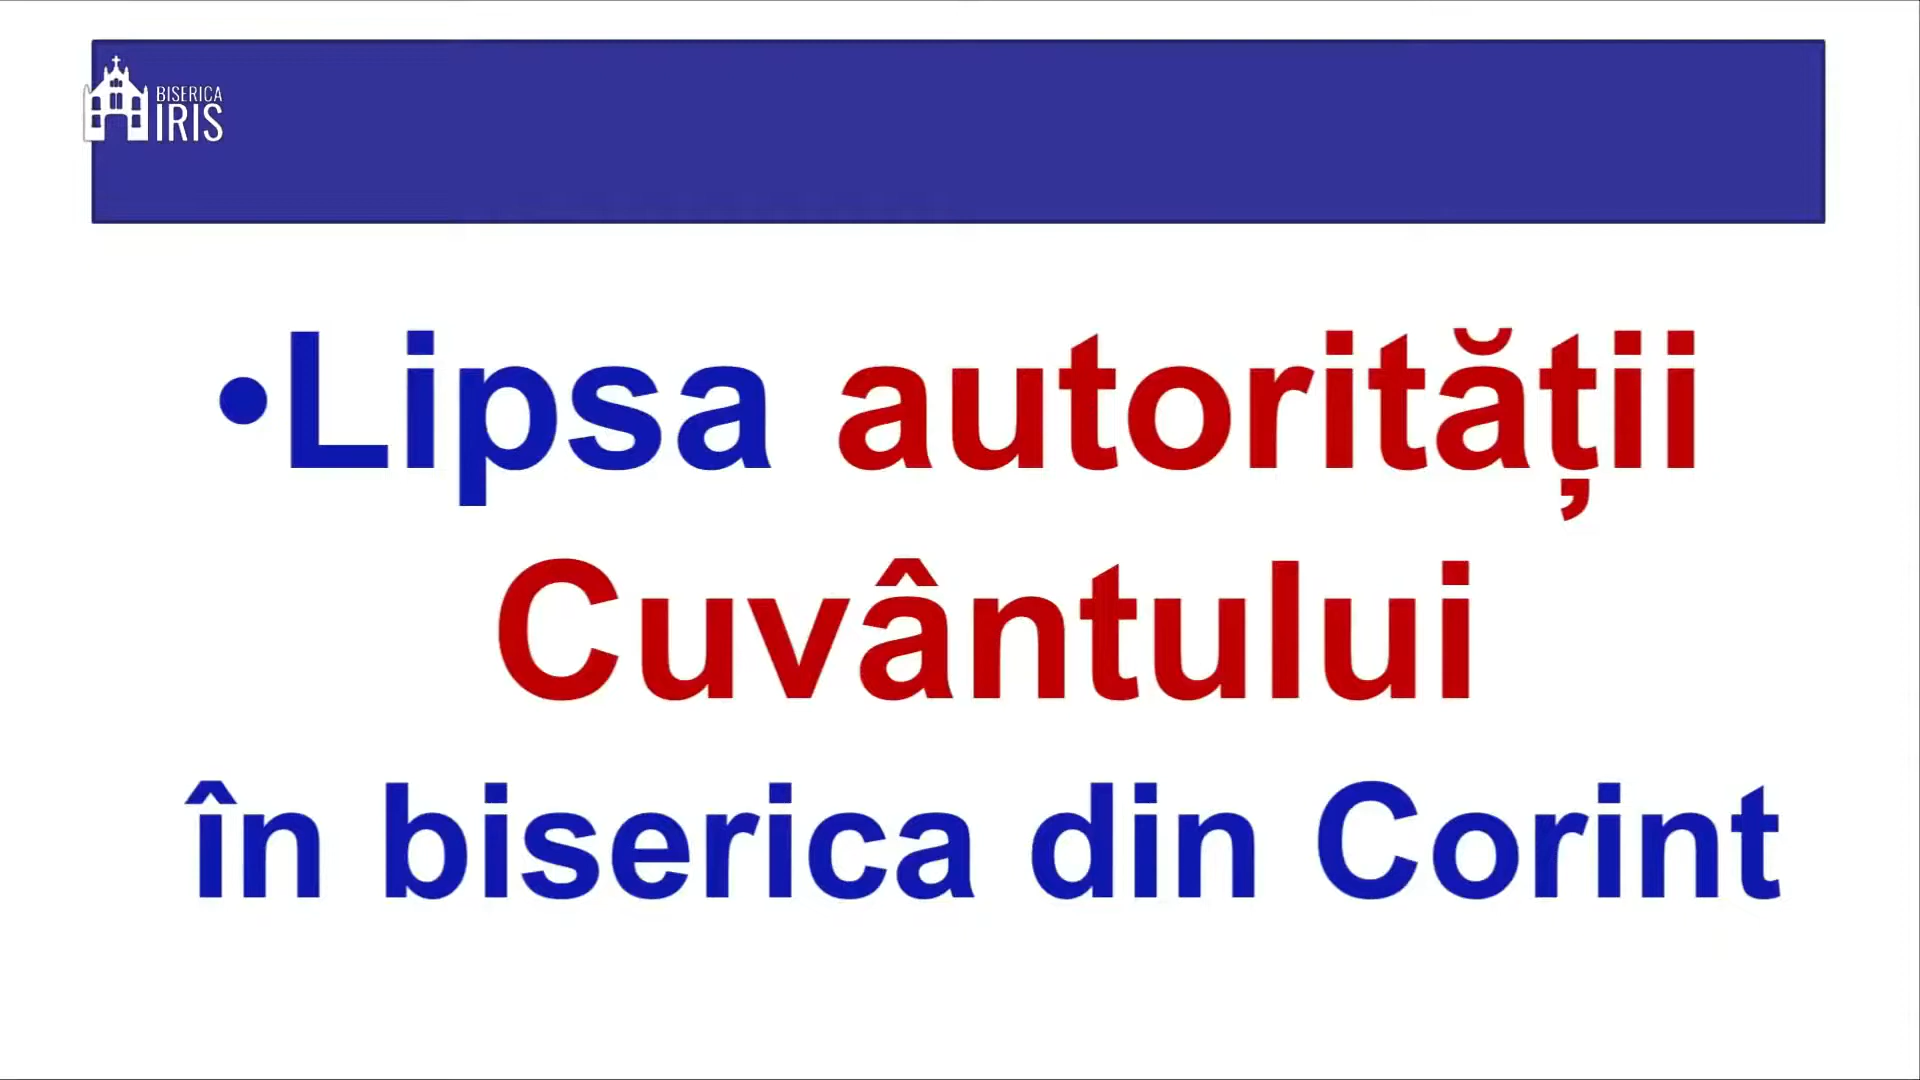 BISERICA
IRIS
•Lipsa autorității
Cuvântului
în biserica din Corint